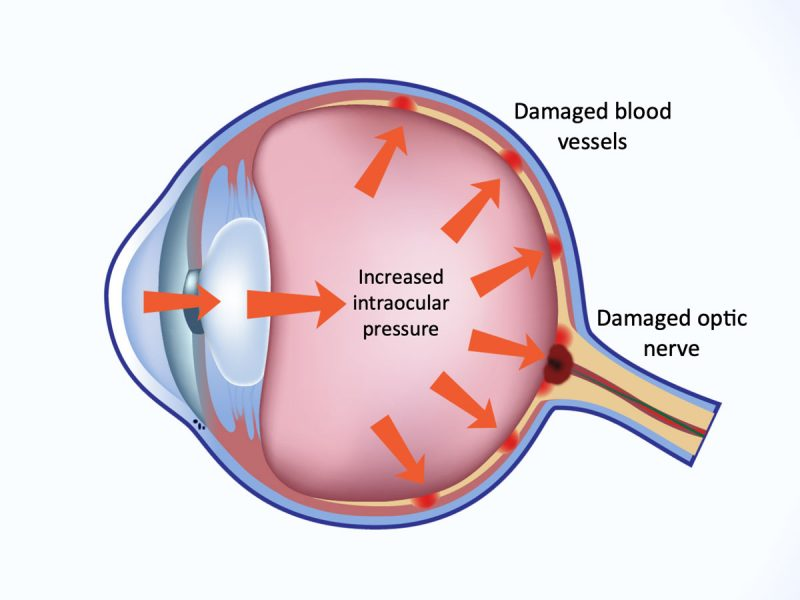 Damaged blood
vessels
Increased
intraocular
pressure
Damaged optic
nerve